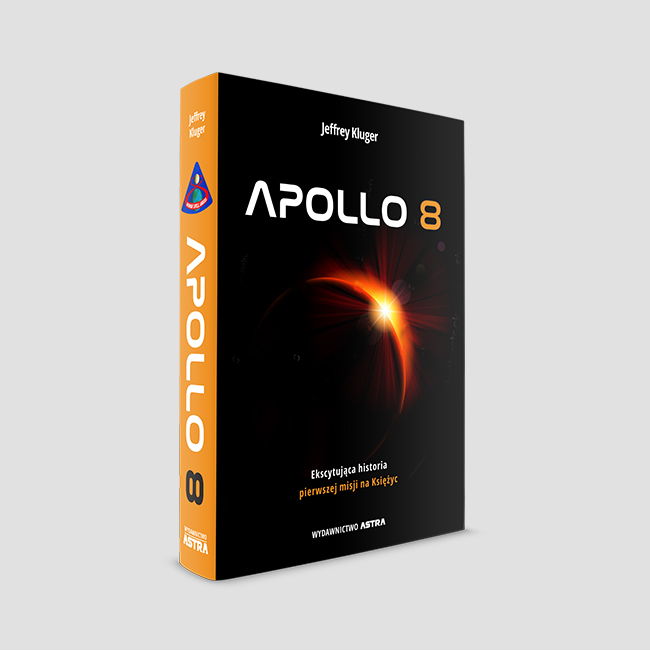 Jeffrey Kluger
APOLLO 8
Ekscytująca historia
pierwszej misji na Księżyc
WYDAWNICTWO ASTRA
Jeffrey
Kluger
APOLLO 8
WYDAWNICTWO
ASTRA